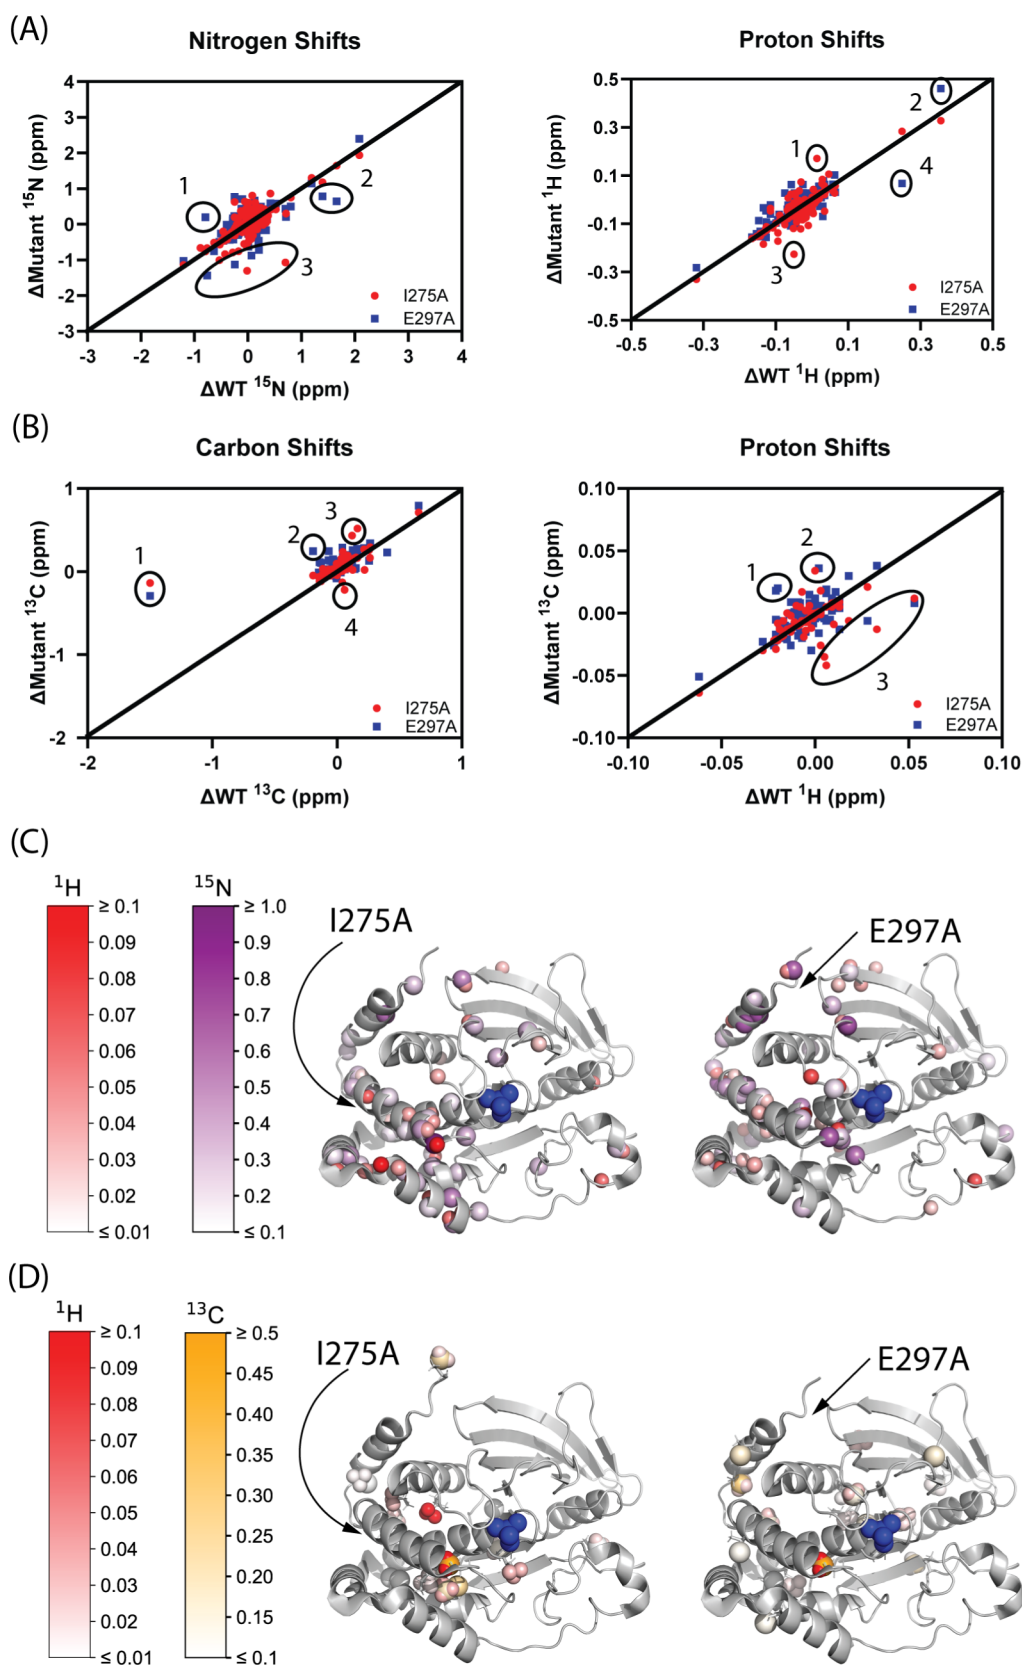 (A)
Nitrogen Shifts
ΔMutant ¹⁵N (ppm)
4
3
2
1
0
-1
-2
-3
1
2
3
I275A
E297A
-3 -2 -1 0 1 2 3 4
ΔWT ¹⁵N (ppm)
Proton Shifts
ΔMutant ¹H (ppm)
0.5
0.3
0.1
-0.1
-0.3
-0.5
1
2
4
3
I275A
E297A
-0.5 -0.3 -0.1 0.1 0.3 0.5
ΔWT ¹H (ppm)
(B)
Carbon Shifts
ΔMutant ¹³C (ppm)
1
0
-1
-2
1
2
3
4
I275A
E297A
-2 -1 0 1
ΔWT ¹³C (ppm)
Proton Shifts
ΔMutant ¹³C (ppm)
0.10
0.05
0.00
-0.05
-0.10
1
2
3
I275A
E297A
-0.10 -0.05 0.00 0.05 0.10
ΔWT ¹H (ppm)
(C)
¹H
≥ 0.1
0.09
0.08
0.07
0.06
0.05
0.04
0.03
0.02
≤ 0.01
¹⁵N
≥ 1.0
0.9
0.8
0.7
0.6
0.5
0.4
0.3
0.2
≤ 0.1
I275A
E297A
(D)
¹H
≥ 0.1
0.09
0.08
0.07
0.06
0.05
0.04
0.03
0.02
≤ 0.01
¹³C
≥ 0.5
0.45
0.40
0.35
0.30
0.25
0.20
0.15
≤ 0.1
I275A
E297A